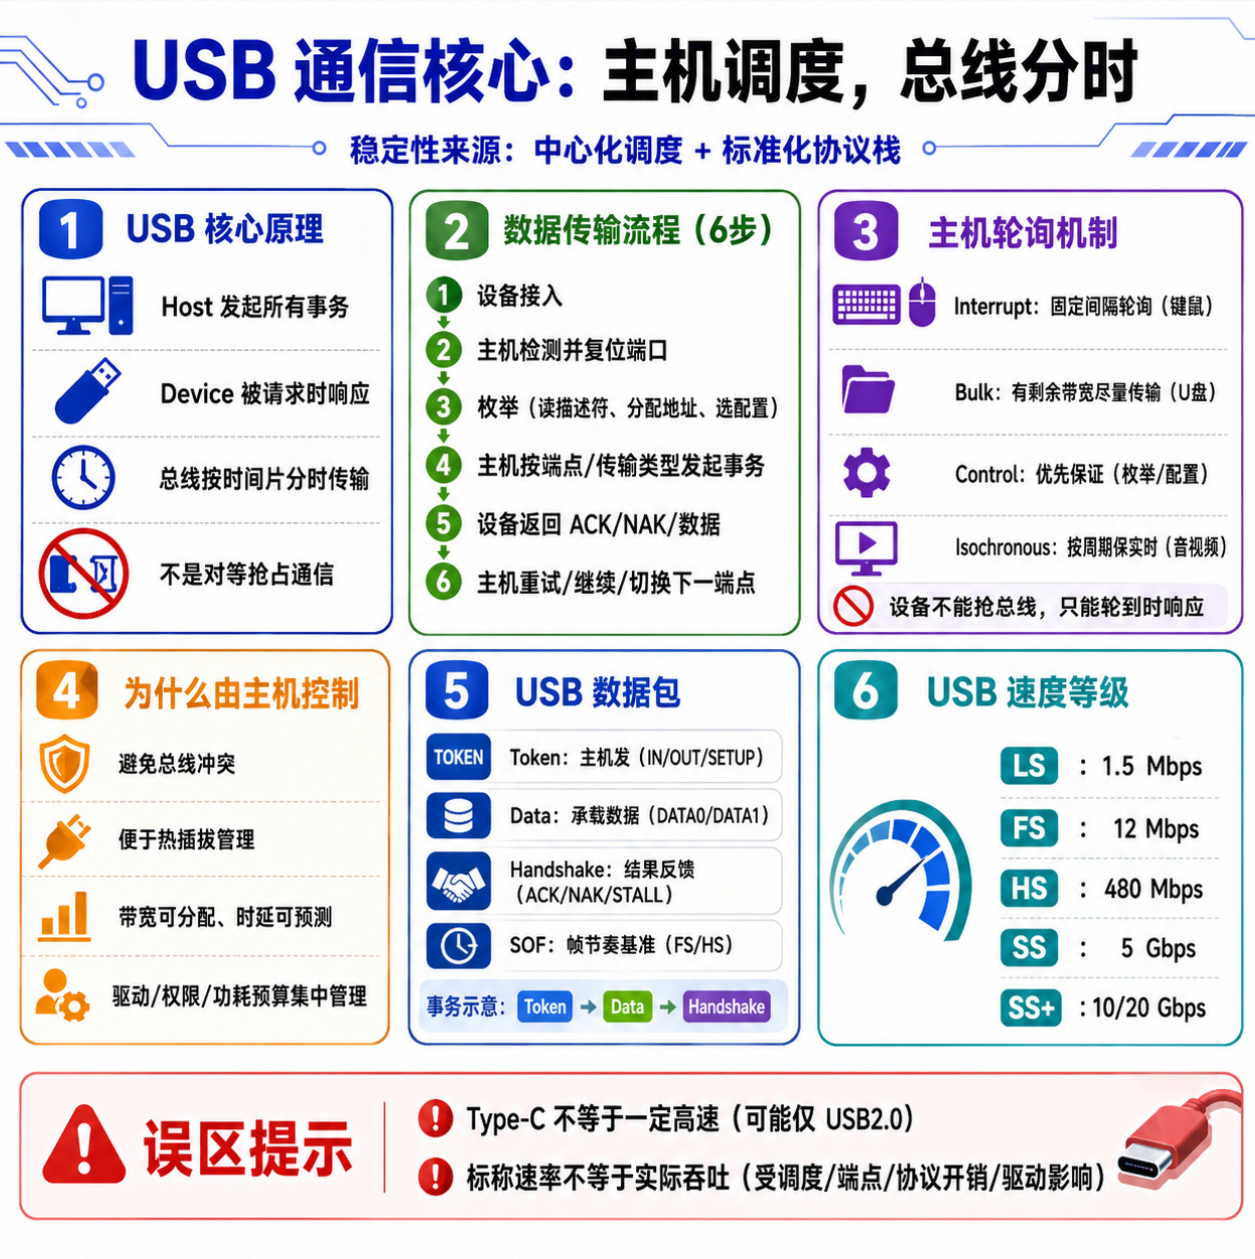 USB 通信核心：主机调度，总线分时
稳定性来源：中心化调度 + 标准化协议栈
1 USB 核心原理
Host 发起所有事务
Device 被请求时响应
总线按时间片分时传输
不是对等抢占通信
2 数据传输流程（6步）
1 设备接入
2 主机检测并复位端口
3 枚举（读描述符、分配地址、选配置）
4 主机按端点/传输类型发起事务
5 设备返回 ACK/NAK/数据
6 主机重试/继续/切换下一端点
3 主机轮询机制
Interrupt：固定间隔轮询（键鼠）
Bulk：有剩余带宽尽量传输（U盘）
Control：优先保证（枚举/配置）
Isochronous：按周期保实时（音视频）
设备不能抢总线，只能轮到时响应
4 为什么由主机控制
避免总线冲突
便于热插拔管理
带宽可分配、时延可预测
驱动/权限/功耗预算集中管理
5 USB 数据包
TOKEN Token：主机发（IN/OUT/SETUP）
Data：承载数据（DATA0/DATA1）
Handshake：结果反馈
（ACK/NAK/STALL）
SOF：帧节奏基准（FS/HS）
事务示意：Token → Data → Handshake
6 USB 速度等级
LS : 1.5 Mbps
FS : 12 Mbps
HS : 480 Mbps
SS : 5 Gbps
SS+ : 10/20 Gbps
误区提示
Type-C 不等于一定高速（可能仅 USB2.0）
标称速率不等于实际吞吐（受调度/端点/协议开销/驱动影响）